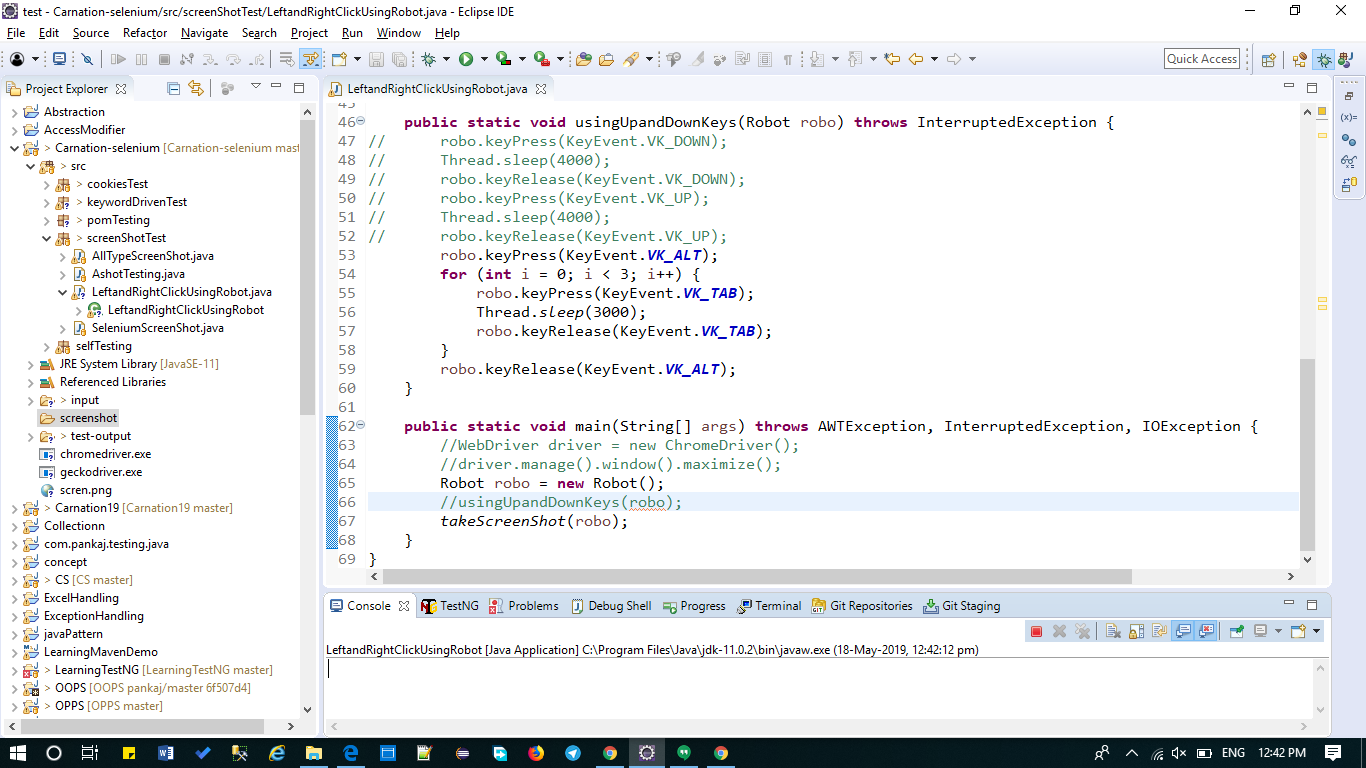 test - Carnation-selenium/src/screenShotTest/LeftandRightClickUsingRobot.java - Eclipse IDE
File Edit Source Refactor Navigate Search Project Run Window Help
Quick Access
Project Explorer
Abstraction
AccessModifier
> Carnation-selenium [Carnation-selenium mast
> src
> cookiesTest
> keywordDrivenTest
> pomTesting
> screenShotTest
AllTypeScreenShot.java
AshotTesting.java
LeftandRightClickUsingRobot.java
LeftandRightClickUsingRobot
SeleniumScreenShot.java
selfTesting
JRE System Library [JavaSE-11]
Referenced Libraries
> input
screenshot
> test-output
chromedriver.exe
geckodriver.exe
scren.png
> Carnation19 [Carnation19 master]
Collectionn
com.pankaj.testing.java
concept
> CS [CS master]
ExcelHandling
ExceptionHandling
javaPattern
LearningMavenDemo
> LearningTestNG [LearningTestNG master]
> OOPS [OOPS pankaj/master 6f507d4]
> OPPS [OPPS master]
LeftandRightClickUsingRobot.java
45
46 public static void usingUpandDownKeys(Robot robo) throws InterruptedException {
47 // robo.keyPress(KeyEvent.VK_DOWN);
48 // Thread.sleep(4000);
49 // robo.keyRelease(KeyEvent.VK_DOWN);
50 // robo.keyPress(KeyEvent.VK_UP);
51 // Thread.sleep(4000);
52 // robo.keyRelease(KeyEvent.VK_UP);
53 robo.keyPress(KeyEvent.VK_ALT);
54 for (int i = 0; i < 3; i++) {
55 robo.keyPress(KeyEvent.VK_TAB);
56 Thread.sleep(3000);
57 robo.keyRelease(KeyEvent.VK_TAB);
58 }
59 robo.keyRelease(KeyEvent.VK_ALT);
60 }
61
62 public static void main(String[] args) throws AWTException, InterruptedException, IOException {
63 //WebDriver driver = new ChromeDriver();
64 //driver.manage().window().maximize();
65 Robot robo = new Robot();
66 //usingUpandDownKeys(robo);
67 takeScreenShot(robo);
68 }
69 }
Console TestNG Problems Debug Shell Progress Terminal Git Repositories Git Staging
LeftandRightClickUsingRobot [Java Application] C:\Program Files\Java\jdk-11.0.2\bin\javaw.exe (18-May-2019, 12:42:12 pm)
ENG 12:42 PM